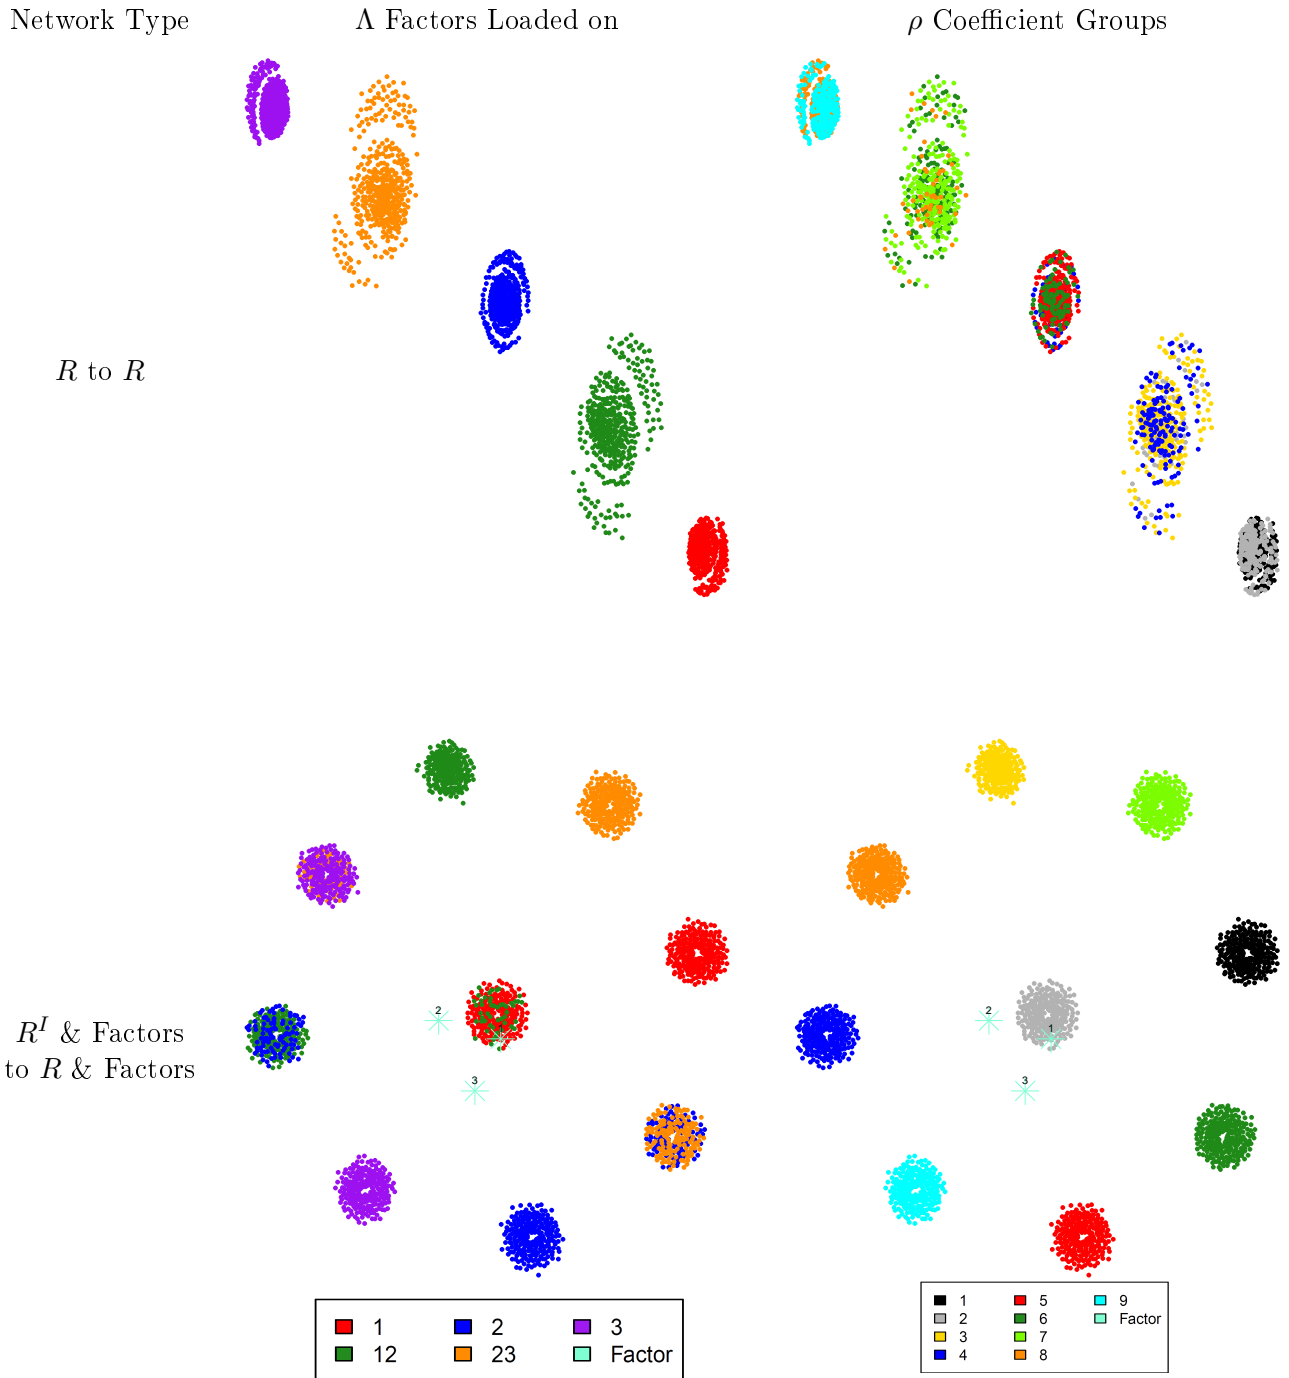 Network Type Λ Factors Loaded on ρ Coefficient Groups
R to R
2 2
1 1
R^I & Factors
to R & Factors
3 3
1 2 3
12 23 Factor
1 5 9
2 6 Factor
3 7
4 8